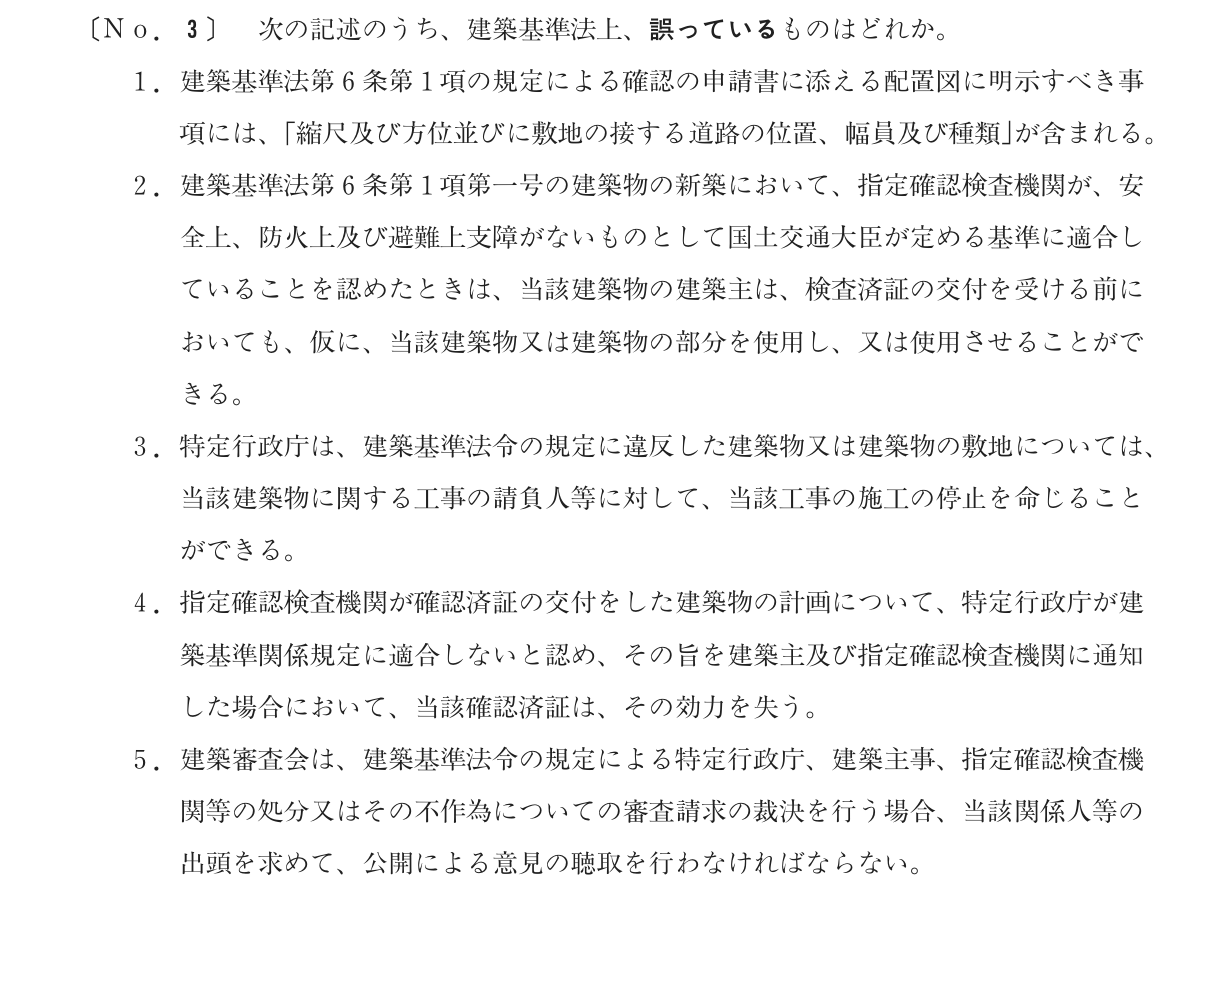 〔No. 3〕 次の記述のうち、建築基準法上、誤っているものはどれか。
1. 建築基準法第6条第1項の規定による確認の申請書に添える配置図に明示すべき事
項には、「縮尺及び方位並びに敷地の接する道路の位置、幅員及び種類」が含まれる。
2. 建築基準法第6条第1項第一号の建築物の新築において、指定確認検査機関が、安
全上、防火上及び避難上支障がないものとして国土交通大臣が定める基準に適合し
ていることを認めたときは、当該建築物の建築主は、検査済証の交付を受ける前に
おいても、仮に、当該建築物又は建築物の部分を使用し、又は使用させることがで
きる。
3. 特定行政庁は、建築基準法令の規定に違反した建築物又は建築物の敷地については、
当該建築物に関する工事の請負人等に対して、当該工事の施工の停止を命じること
ができる。
4. 指定確認検査機関が確認済証の交付をした建築物の計画について、特定行政庁が建
築基準関係規定に適合しないと認め、その旨を建築主及び指定確認検査機関に通知
した場合において、当該確認済証は、その効力を失う。
5. 建築審査会は、建築基準法令の規定による特定行政庁、建築主事、指定確認検査機
関等の処分又はその不作為についての審査請求の裁決を行う場合、当該関係人等の
出頭を求めて、公開による意見の聴取を行わなければならない。